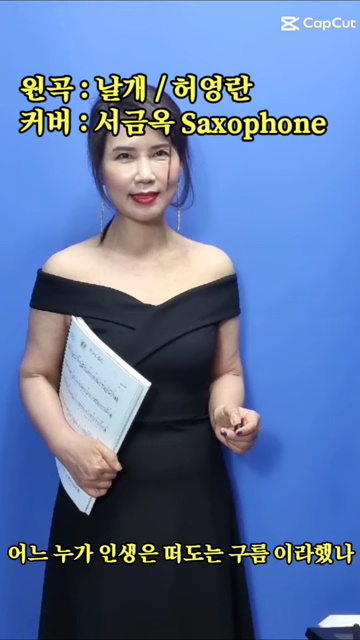 CapCut
원곡 : 날개 / 허영란
커버 : 서금옥 Saxophone
어느 누가 인생은 떠도는 구름 이라했나